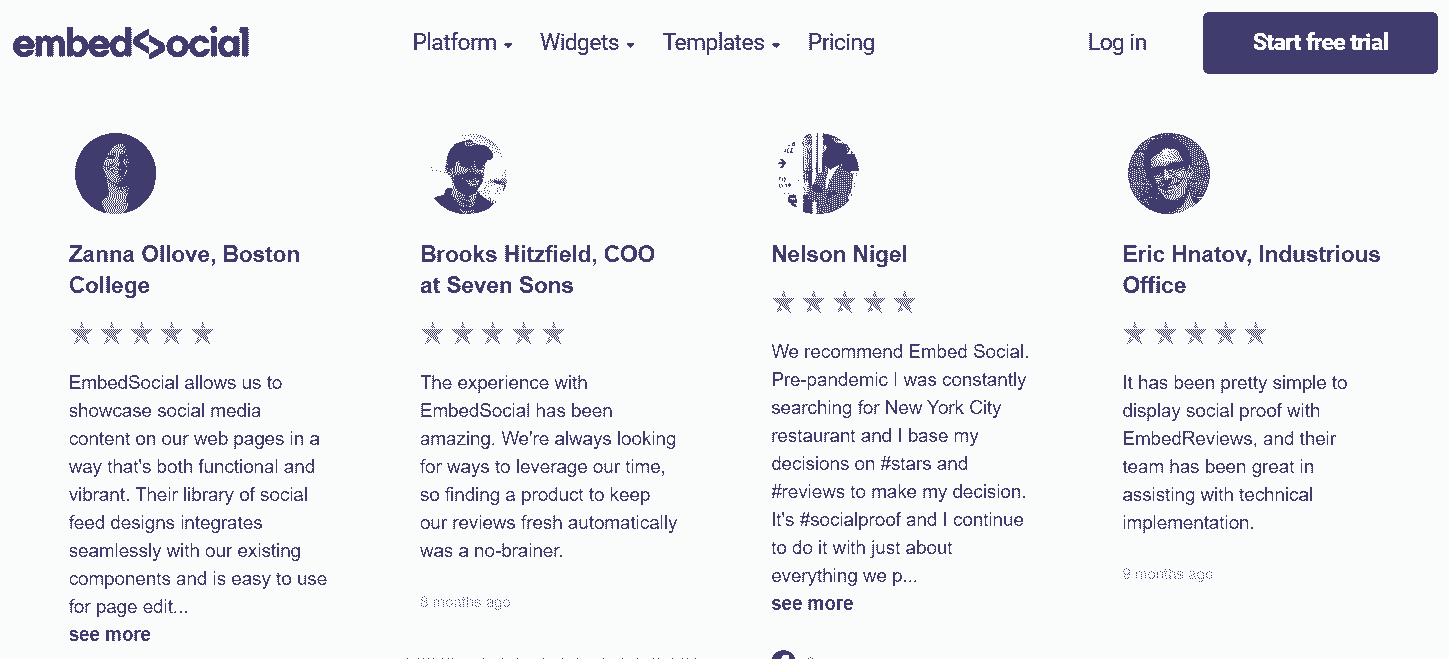 embedsocial
Platform
Widgets
Templates
Pricing
Log in
Start free trial
Zanna Ollove, Boston
College
EmbedSocial allows us to
showcase social media
content on our web pages in a
way that's both functional and
vibrant. Their library of social
feed designs integrates
seamlessly with our existing
components and is easy to use
for page edit...
see more
Brooks Hitzfield, COO
at Seven Sons
The experience with
EmbedSocial has been
amazing. We're always looking
for ways to leverage our time,
so finding a product to keep
our reviews fresh automatically
was a no-brainer.
8 months ago
Nelson Nigel
We recommend Embed Social.
Pre-pandemic I was constantly
searching for New York City
restaurant and I base my
decisions on #stars and
#reviews to make my decision.
It's #socialproof and I continue
to do it with just about
everything we p...
see more
Eric Hnatov, Industrious
Office
It has been pretty simple to
display social proof with
EmbedReviews, and their
team has been great in
assisting with technical
implementation.
9 months ago